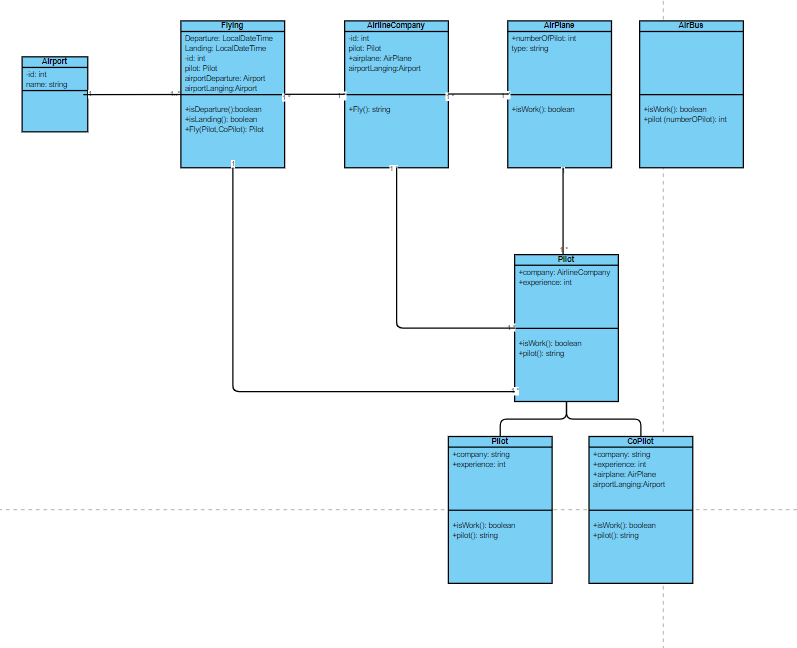 Airport
-id: int
name: string
Flying
Departure: LocalDateTime
Landing: LocalDateTime
-id: int
pilot: Pilot
airportDeparture: Airport
airportLanging:Airport
+isDeparture():boolean
+isLanding(): boolean
+Fly(Pilot,CoPilot): Pilot
AirlineCompany
-id: int
pilot: Pilot
+airplane: AirPlane
airportLanging:Airport
+Fly(): string
AirPlane
+numberOfPilot: int
type: string
+isWork(): boolean
AirBus
+isWork(): boolean
+pilot (numberOPilot): int
Pilot
+company: AirlineCompany
+experience: int
+isWork(): boolean
+pilot(): string
Pilot
+company: string
+experience: int
+isWork(): boolean
+pilot(): string
CoPilot
+company: string
+experience: int
+airplane: AirPlane
airportLanging:Airport
+isWork(): boolean
+pilot(): string